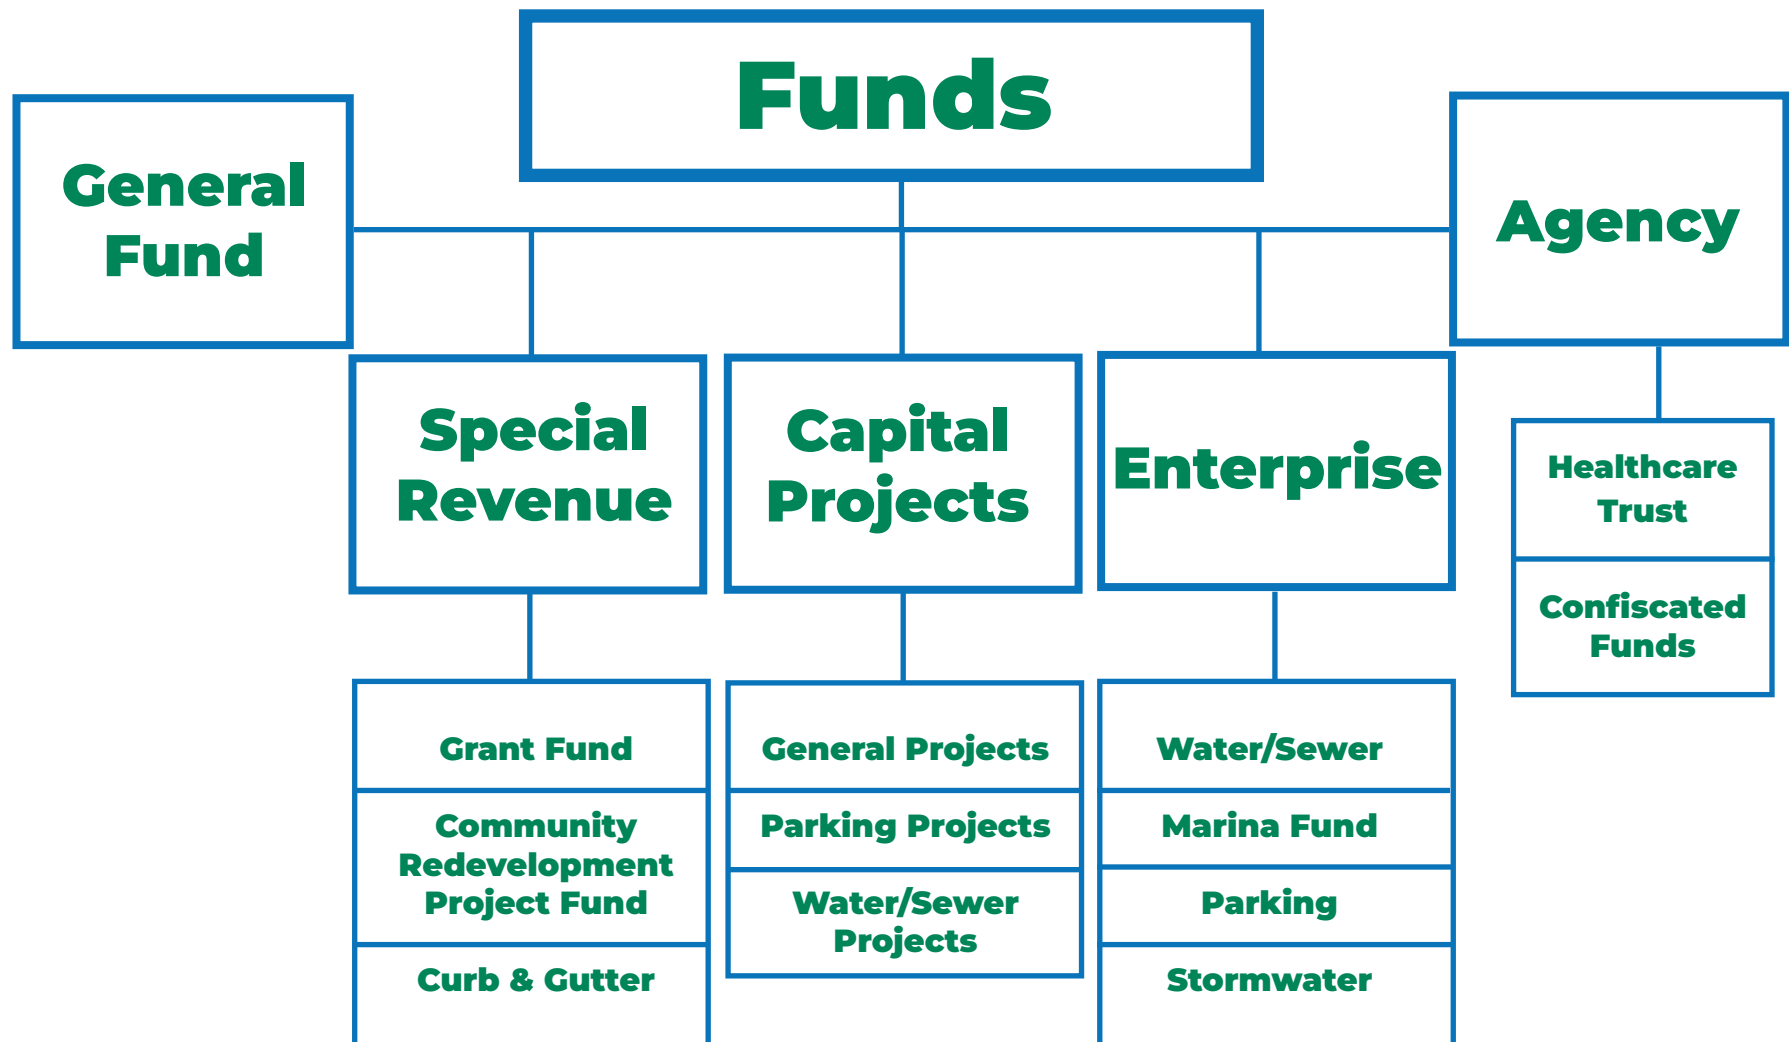 Funds
General
Fund
Agency
Special
Revenue
Capital
Projects
Enterprise
Healthcare
Trust
Confiscated
Funds
Grant Fund
Community
Redevelopment
Project Fund
Curb & Gutter
General Projects
Parking Projects
Water/Sewer
Projects
Water/Sewer
Marina Fund
Parking
Stormwater